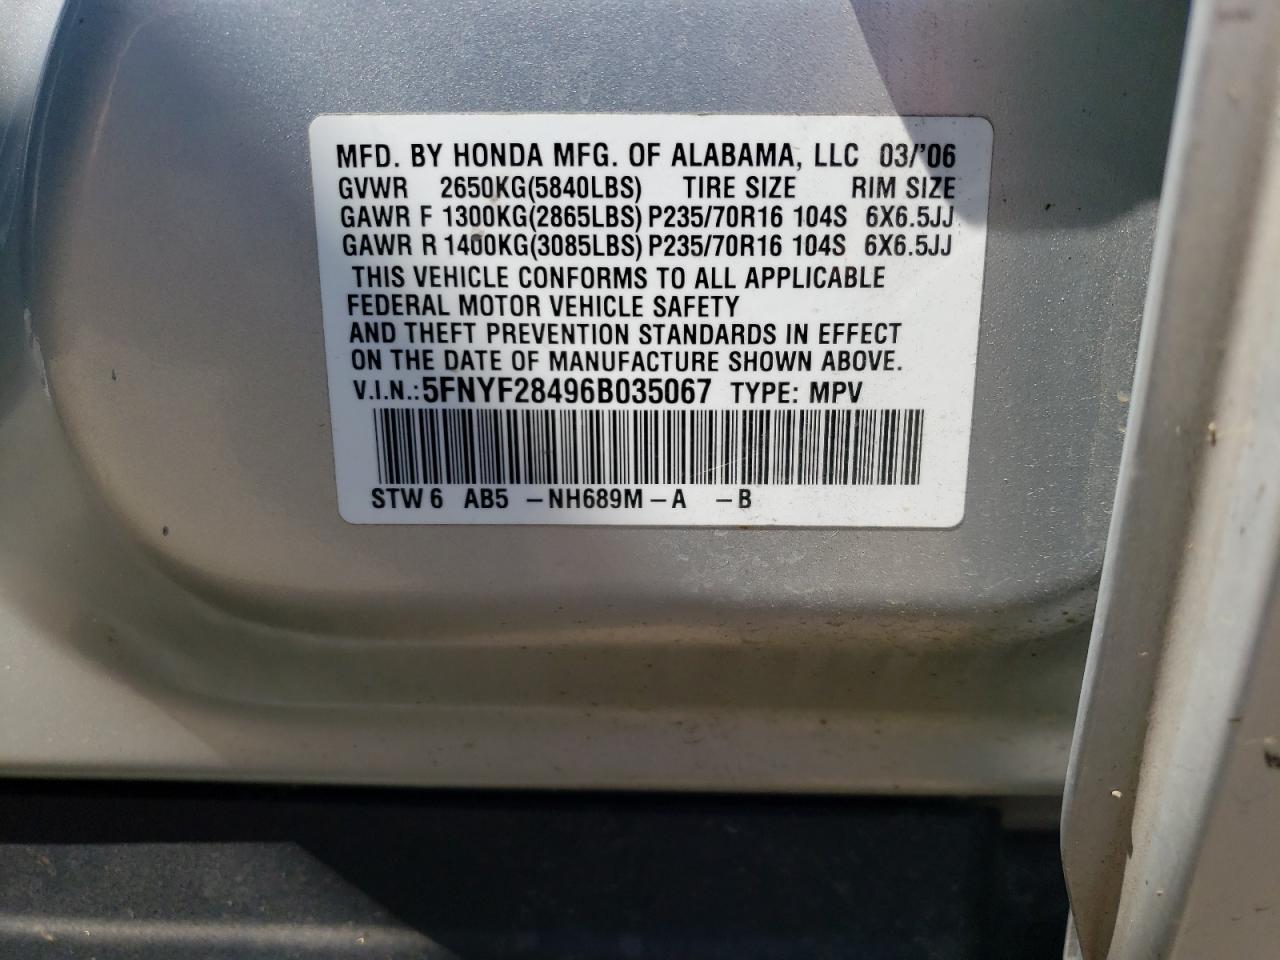 MFD. BY HONDA MFG. OF ALABAMA, LLC 03/'06
GVWR 2650KG(5840LBS) TIRE SIZE RIM SIZE
GAWR F 1300KG(2865LBS) P235/70R16 104S 6X6.5JJ
GAWR R 1400KG(3085LBS) P235/70R16 104S 6X6.5JJ
THIS VEHICLE CONFORMS TO ALL APPLICABLE
FEDERAL MOTOR VEHICLE SAFETY
AND THEFT PREVENTION STANDARDS IN EFFECT
ON THE DATE OF MANUFACTURE SHOWN ABOVE.
V.I.N.: 5FNYF28496B035067 TYPE: MPV
STW 6 AB5 -NH689M-A -B